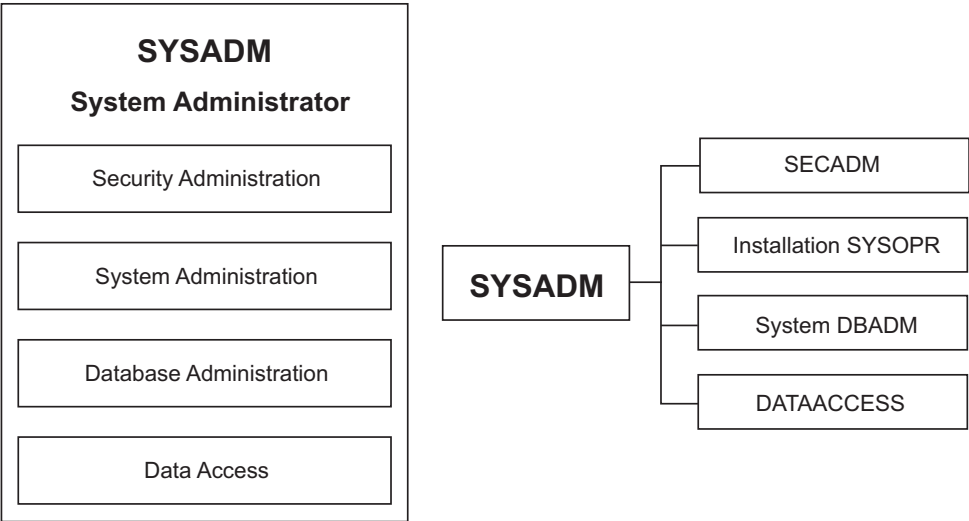 SYSADM
System Administrator
Security Administration
System Administration
Database Administration
Data Access
SYSADM
SECADM
Installation SYSOPR
System DBADM
DATAACCESS